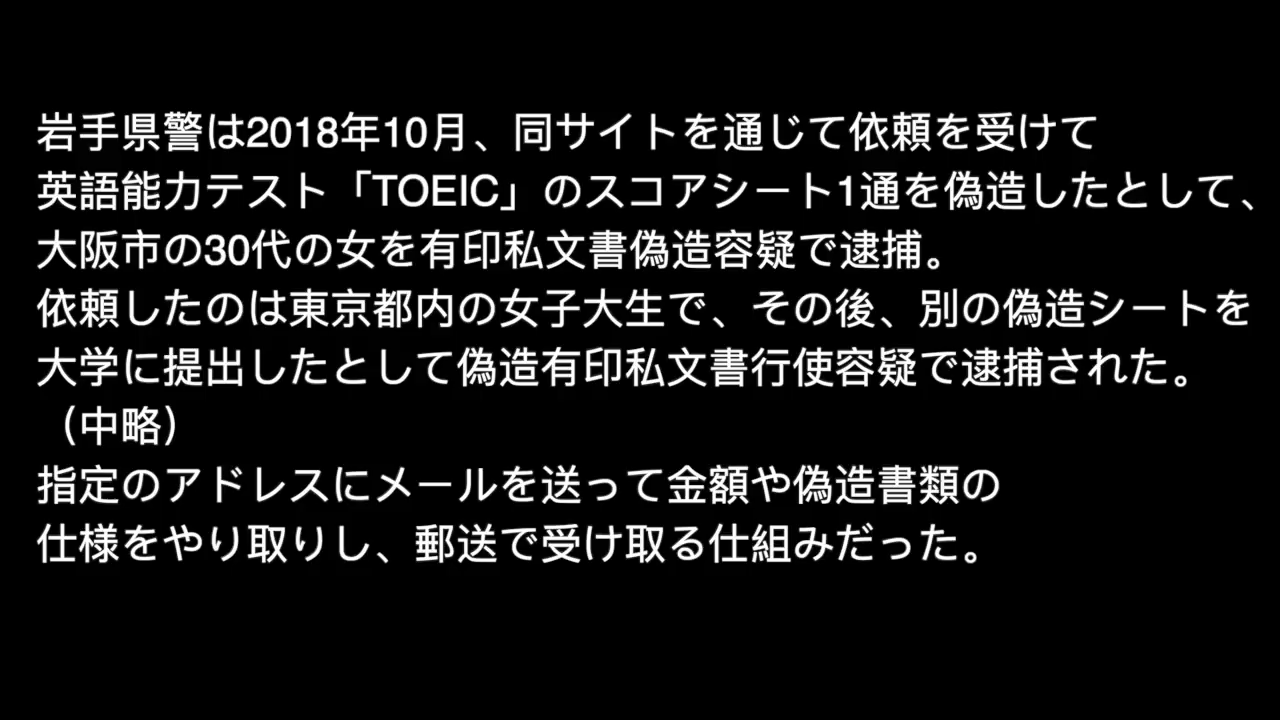 岩手県警は2018年10月、同サイトを通じて依頼を受けて
英語能力テスト「TOEIC」のスコアシート1通を偽造したとして、
大阪市の30代の女を有印私文書偽造容疑で逮捕。
依頼したのは東京都内の女子大生で、その後、別の偽造シートを
大学に提出したとして偽造有印私文書行使容疑で逮捕された。
（中略）
指定のアドレスにメールを送って金額や偽造書類の
仕様をやり取りし、郵送で受け取る仕組みだった。